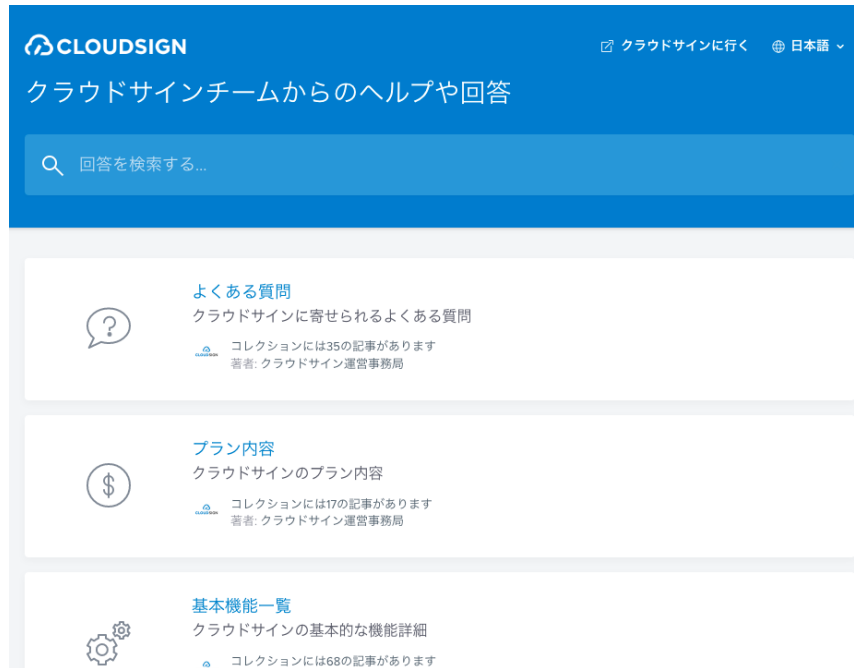 CLOUDSIGN
クラウドサインに行く 日本語
クラウドサインチームからのヘルプや回答
回答を検索する...
よくある質問
クラウドサインに寄せられるよくある質問
コレクションには35の記事があります
著者: クラウドサイン運営事務局
プラン内容
クラウドサインのプラン内容
コレクションには17の記事があります
著者: クラウドサイン運営事務局
基本機能一覧
クラウドサインの基本的な機能詳細
コレクションには68の記事があります